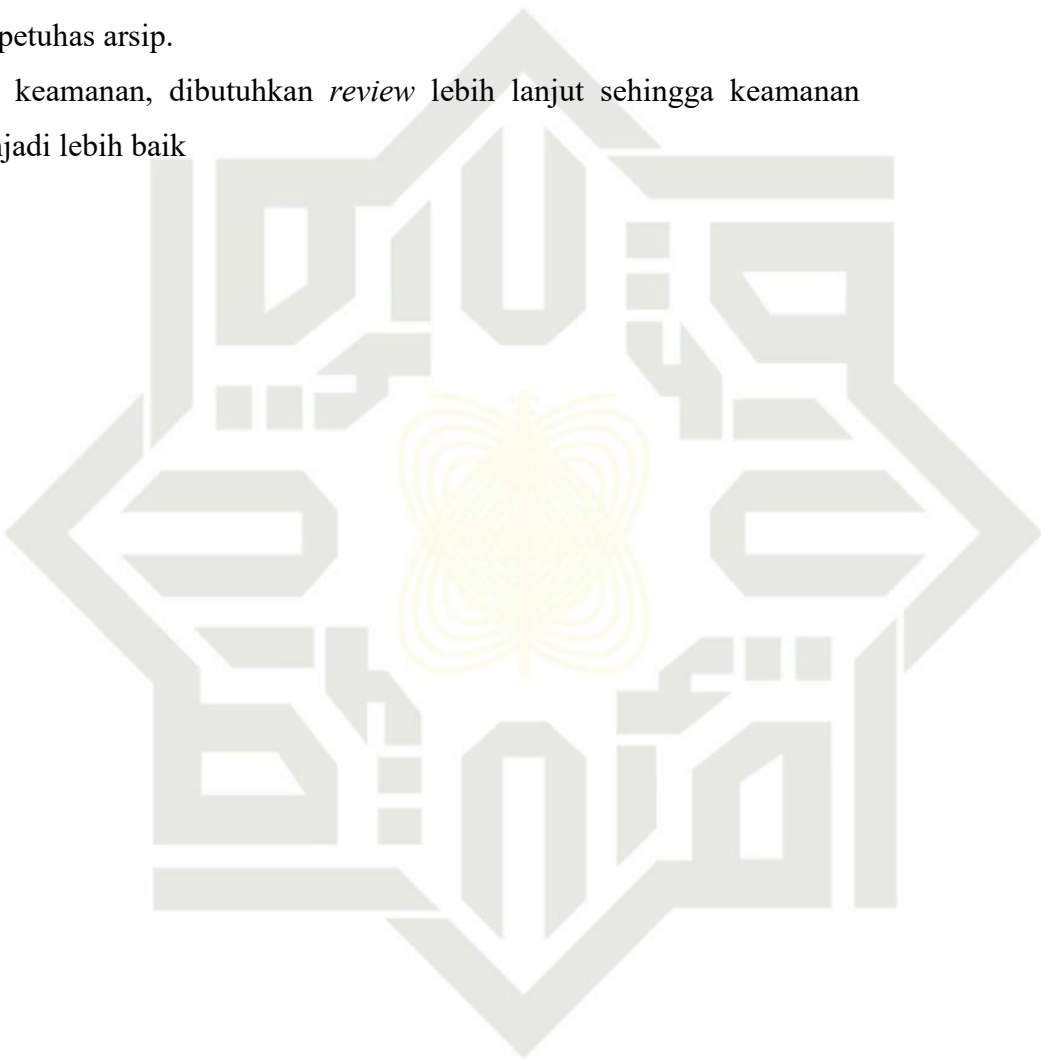 petuhas arsip.
keamanan, dibutuhkan review lebih lanjut sehingga keamanan
jadi lebih baik